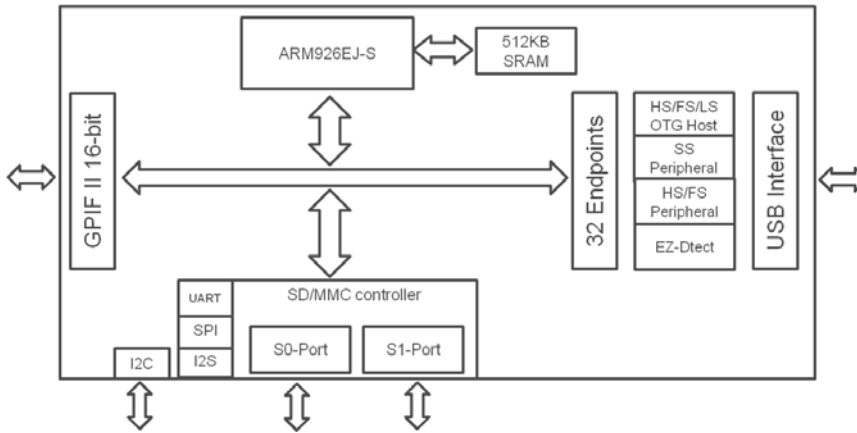 ARM926EJ-S
512KB
SRAM
GPIF II 16-bit
32 Endpoints
HS/FS/LS
OTG Host
SS
Peripheral
HS/FS
Peripheral
EZ-Dtect
USB Interface
UART
SPI
I2S
I2C
SD/MMC controller
S0-Port
S1-Port